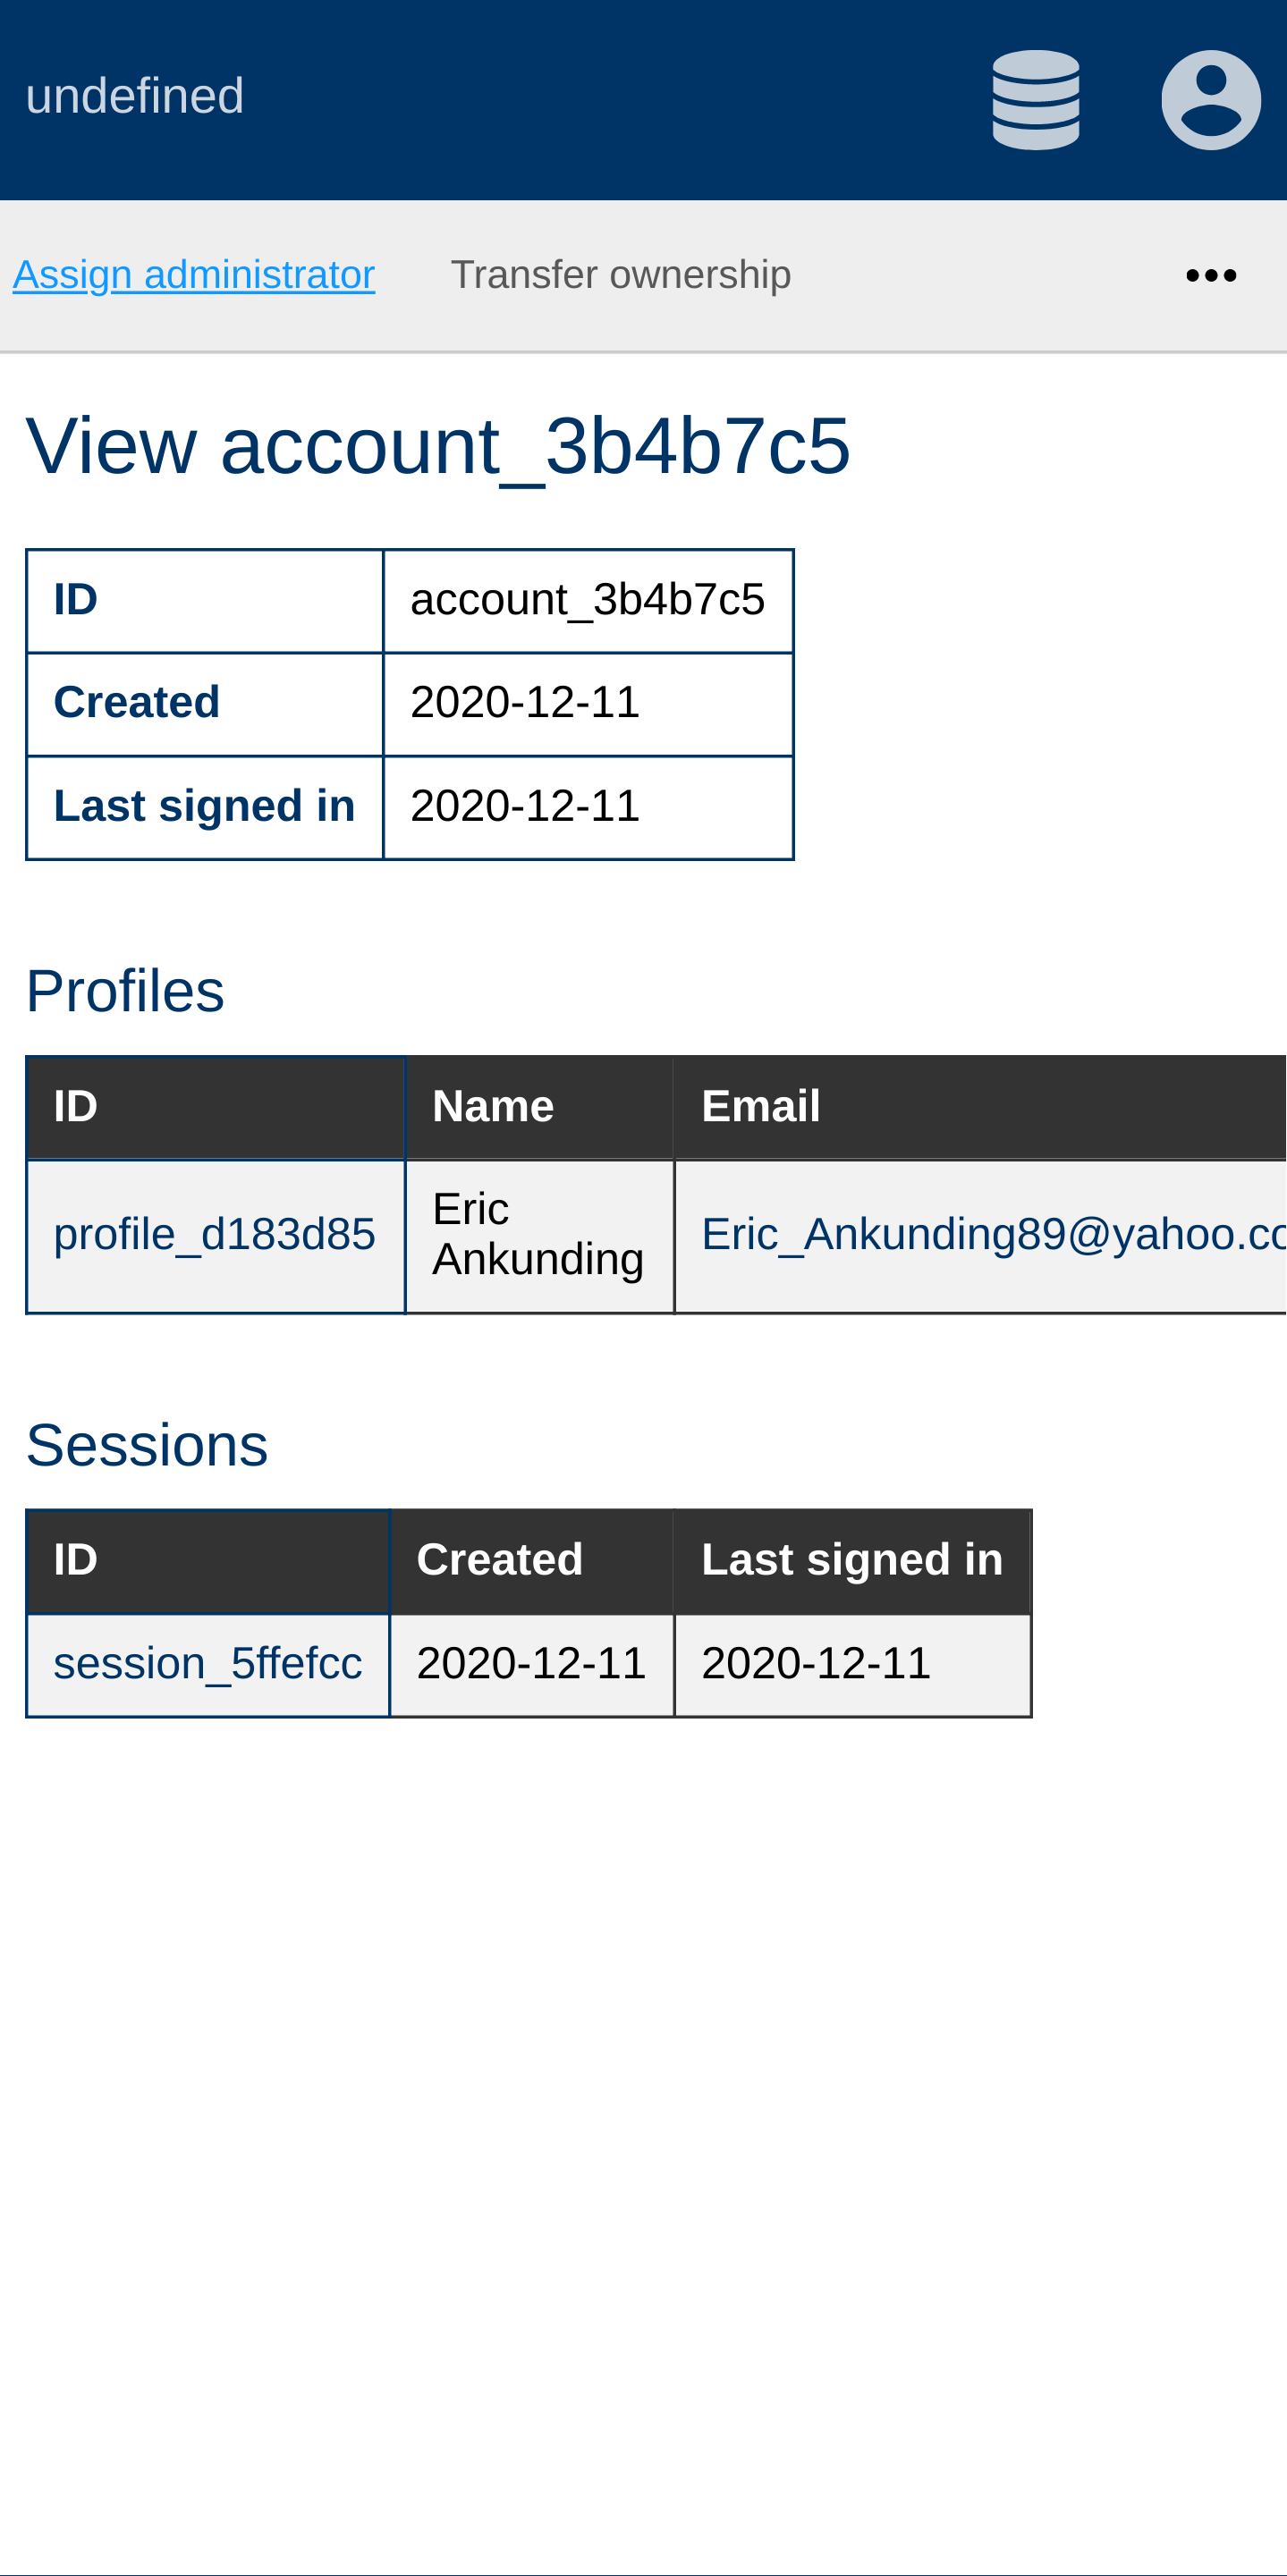 undefined
Assign administrator Transfer ownership •••
View account_3b4b7c5
ID account_3b4b7c5
Created 2020-12-11
Last signed in 2020-12-11
Profiles
ID Name Email
profile_d183d85 Eric Ankunding Eric_Ankunding89@yahoo.co
Sessions
ID Created Last signed in
session_5ffefcc 2020-12-11 2020-12-11